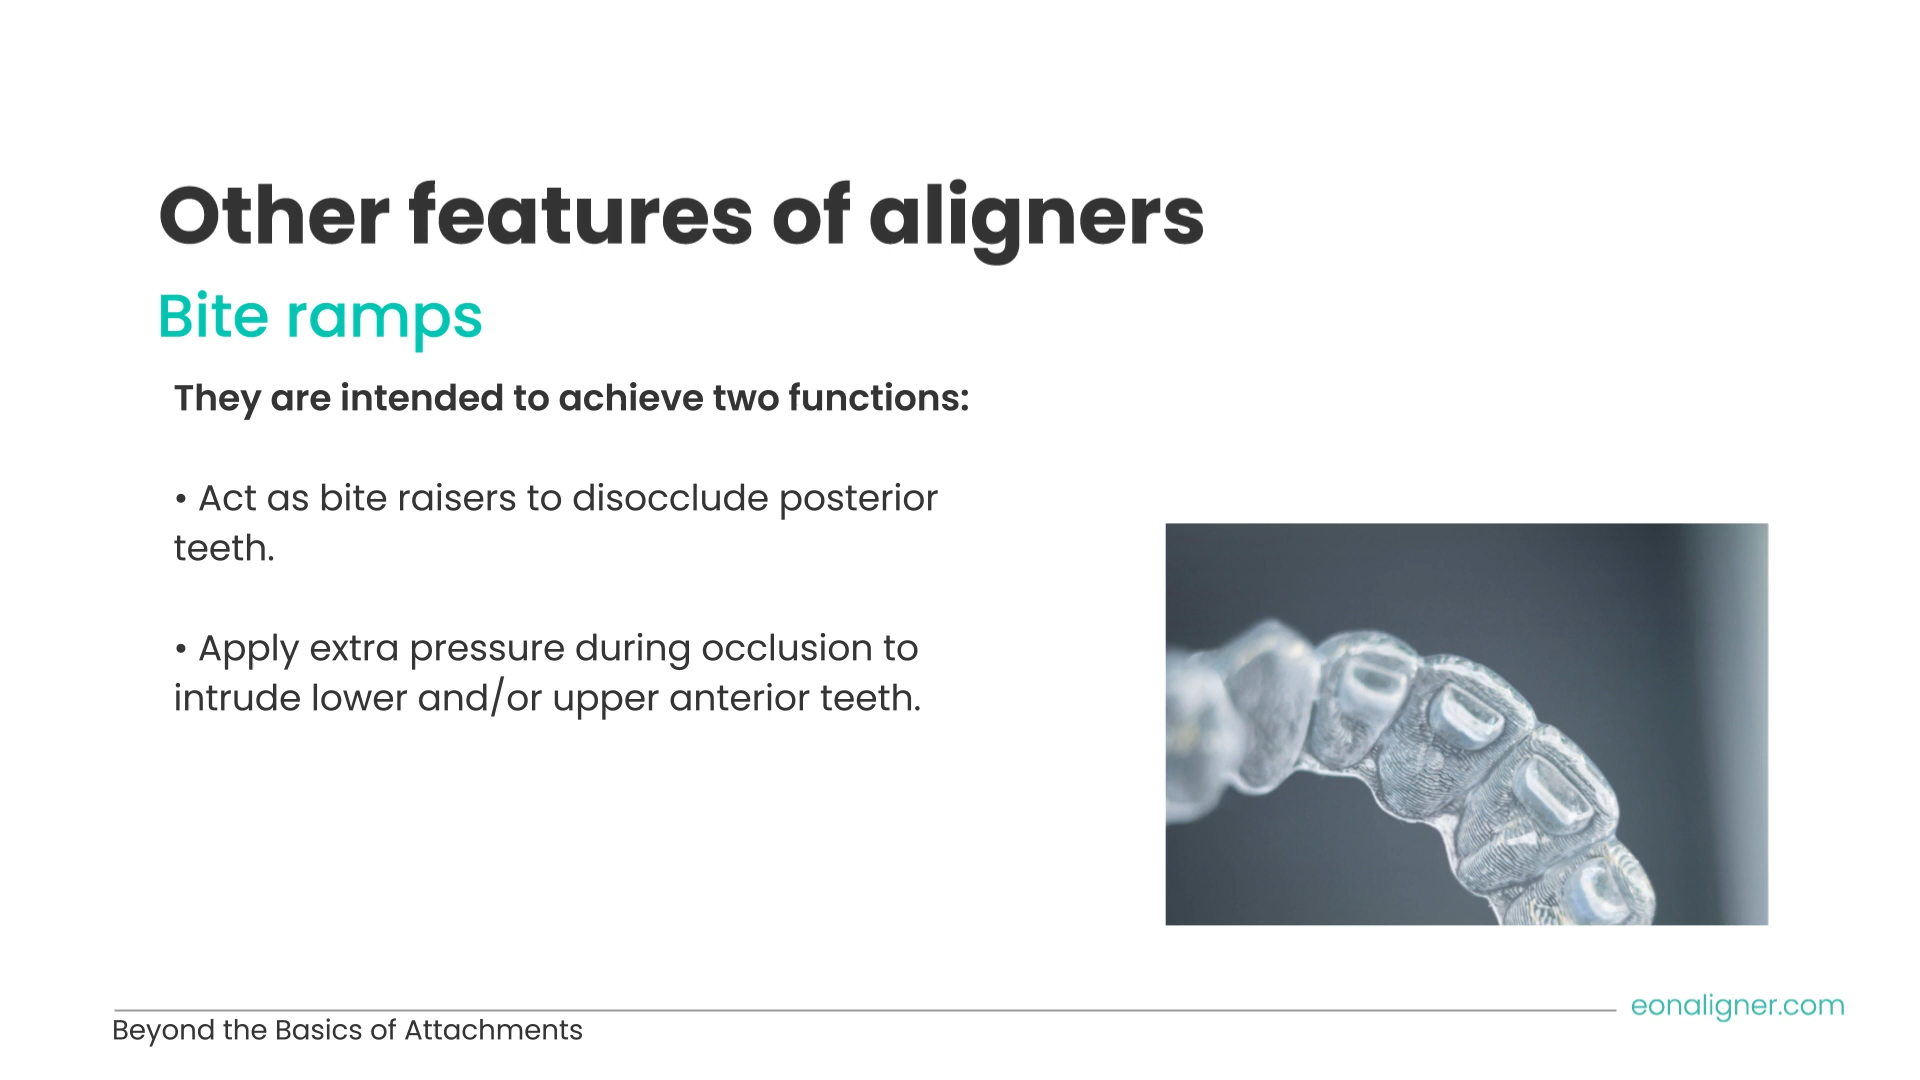 Other features of aligners
Bite ramps
They are intended to achieve two functions:
• Act as bite raisers to disocclude posterior
teeth.
• Apply extra pressure during occlusion to
intrude lower and/or upper anterior teeth.
eonaligner.com
Beyond the Basics of Attachments